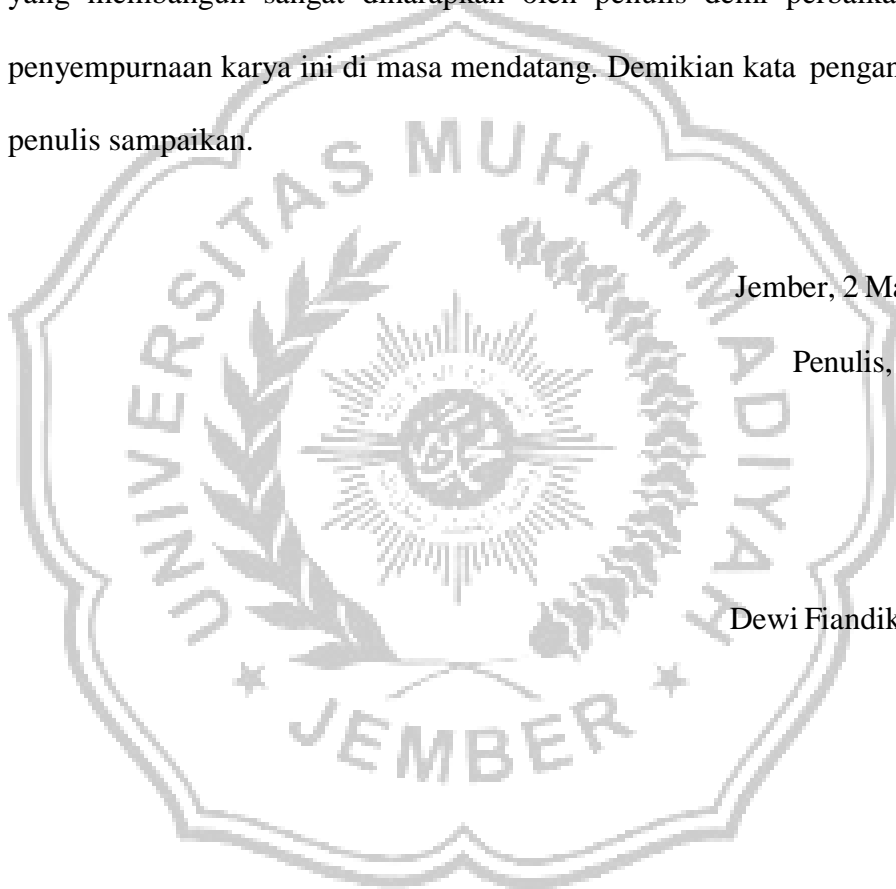 yang membangun sangat diharapkan oleh penulis demi perbaika
penyempurnaan karya ini di masa mendatang. Demikian kata pengan
penulis sampaikan.
UNIVERSITAS MUHAMMADIYAH
Jember, 2 Ma
Penulis,
Dewi Fiandik
★ JEMBER ★